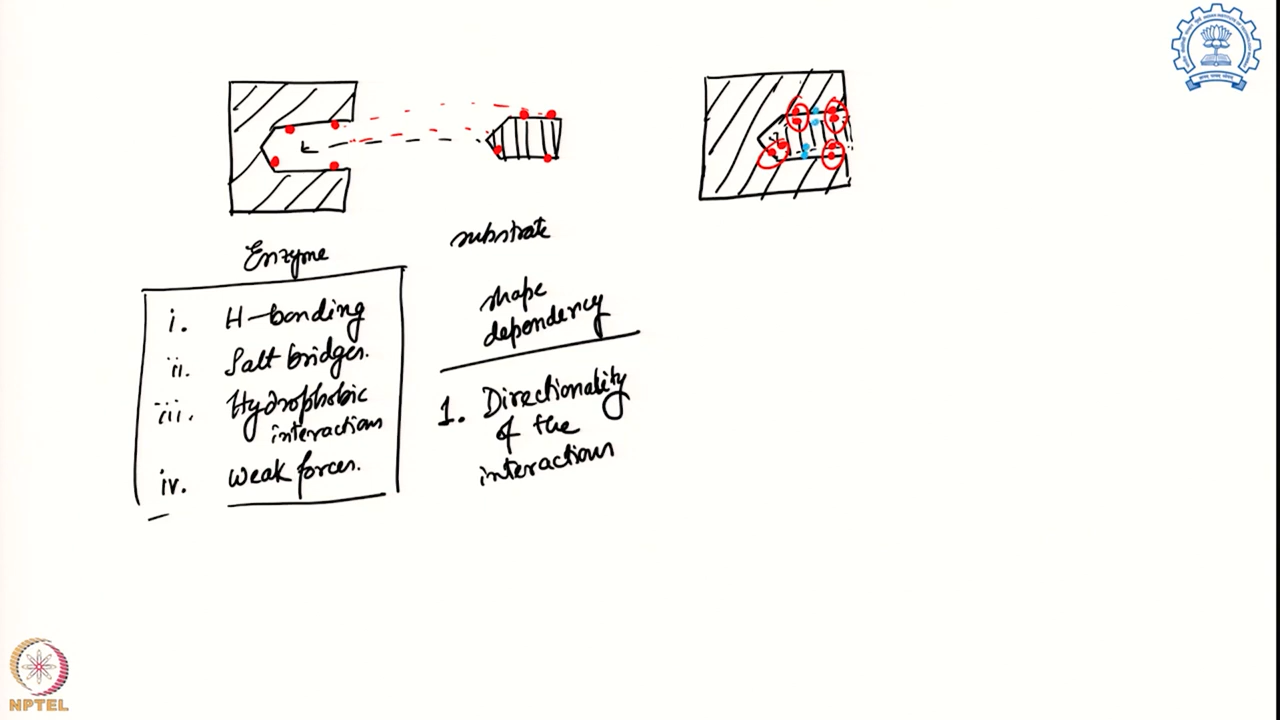 Enzyme
substrate
i. H-bonding
ii. Salt bridges.
iii. Hydrophobic
interactions
iv. Weak forces.
shape
dependency
1. Directionality
of the
interactions
NPTEL